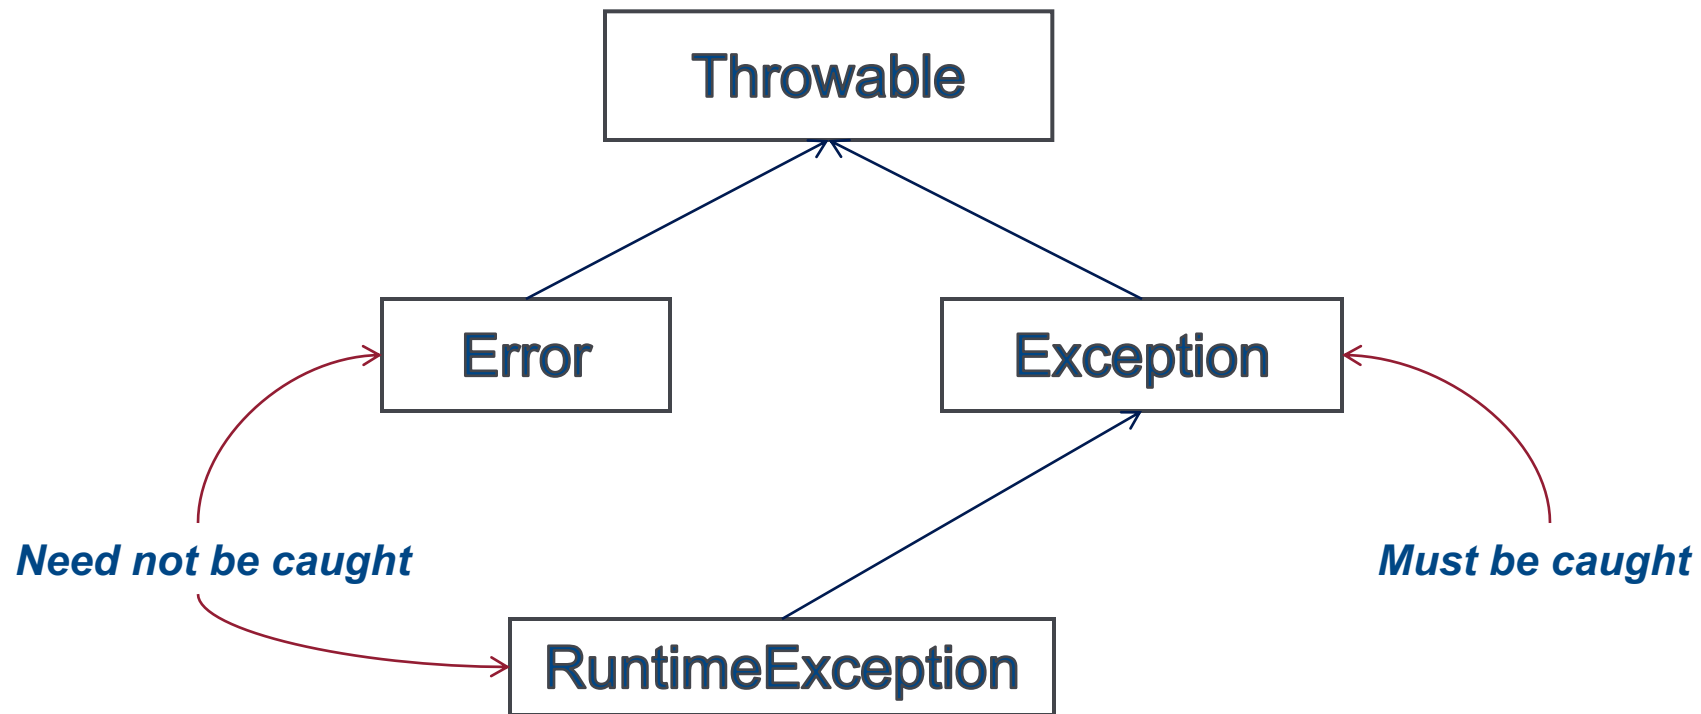 Throwable
Error
Exception
Need not be caught
Must be caught
RuntimeException